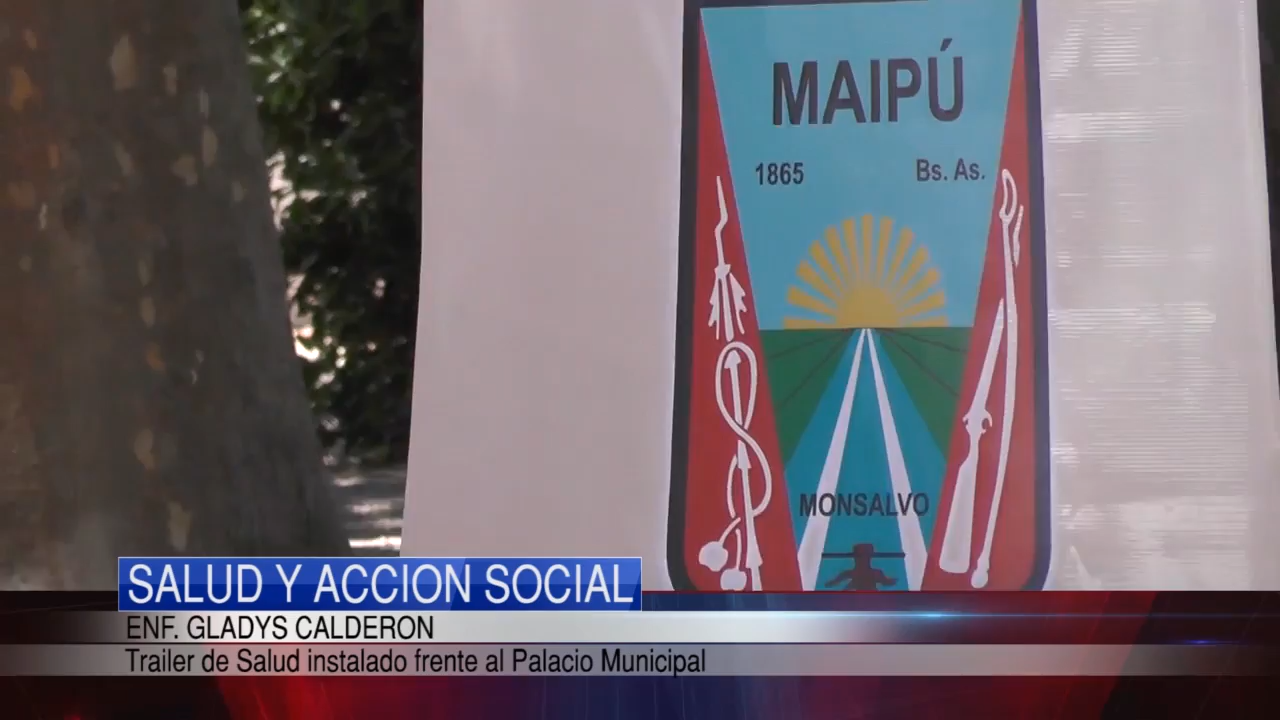 MAIPÚ
1865 Bs. As.
MONSALVO
SALUD Y ACCION SOCIAL
ENF. GLADYS CALDERON
Trailer de Salud instalado frente al Palacio Municipal